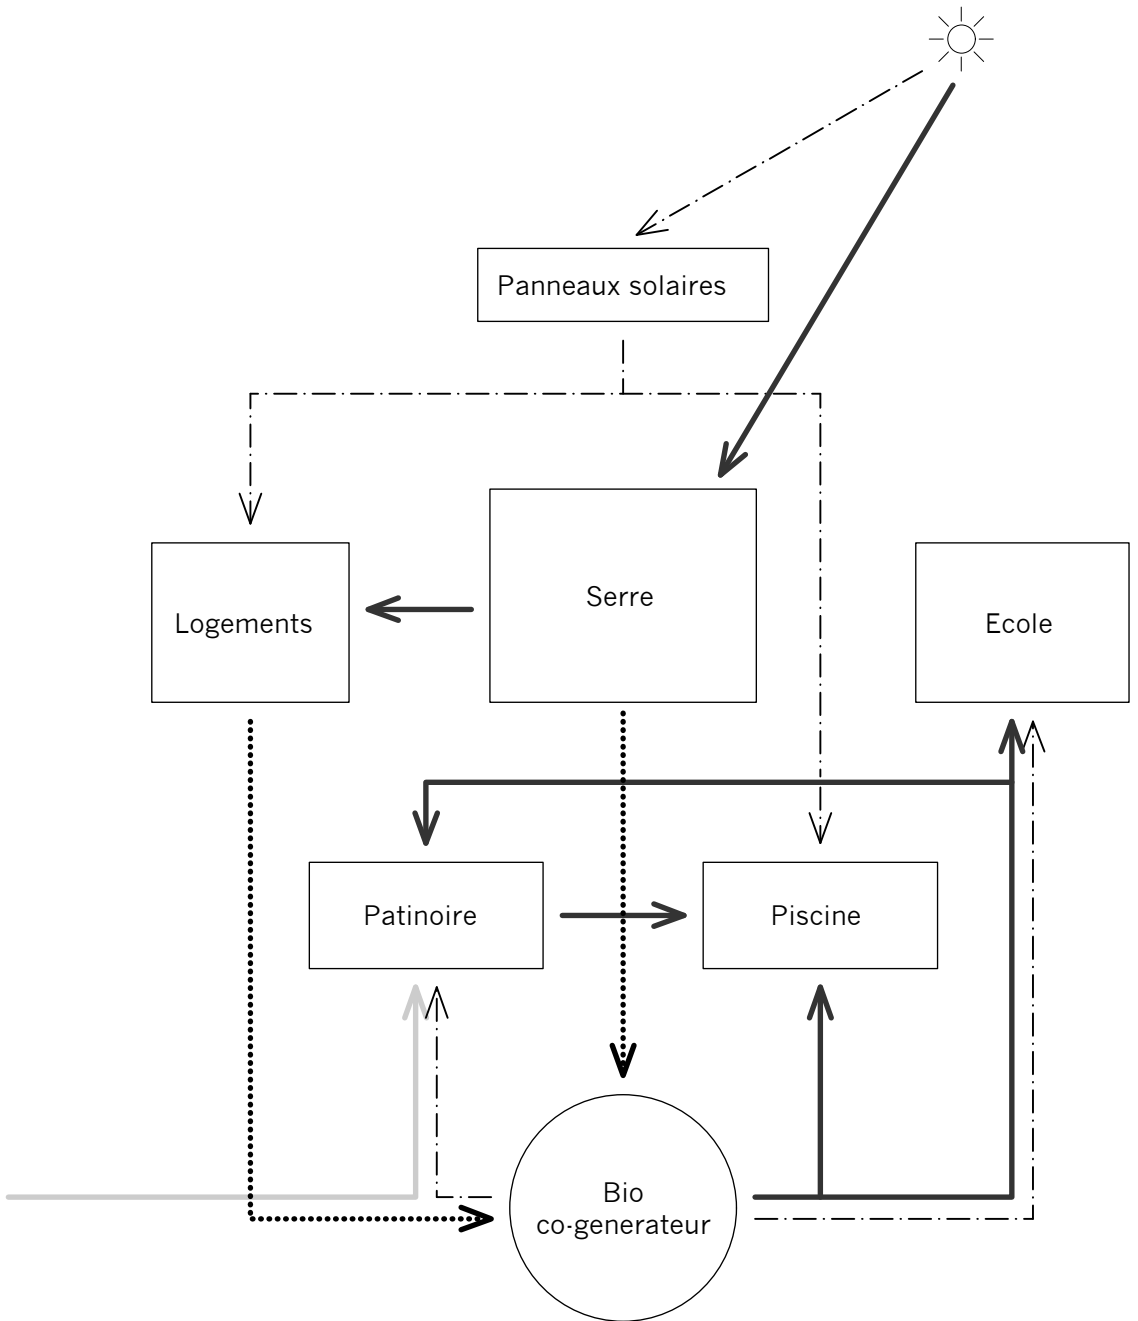 Panneaux solaires
Serre
Logements
Ecole
Patinoire
Piscine
Bio
co-generateur